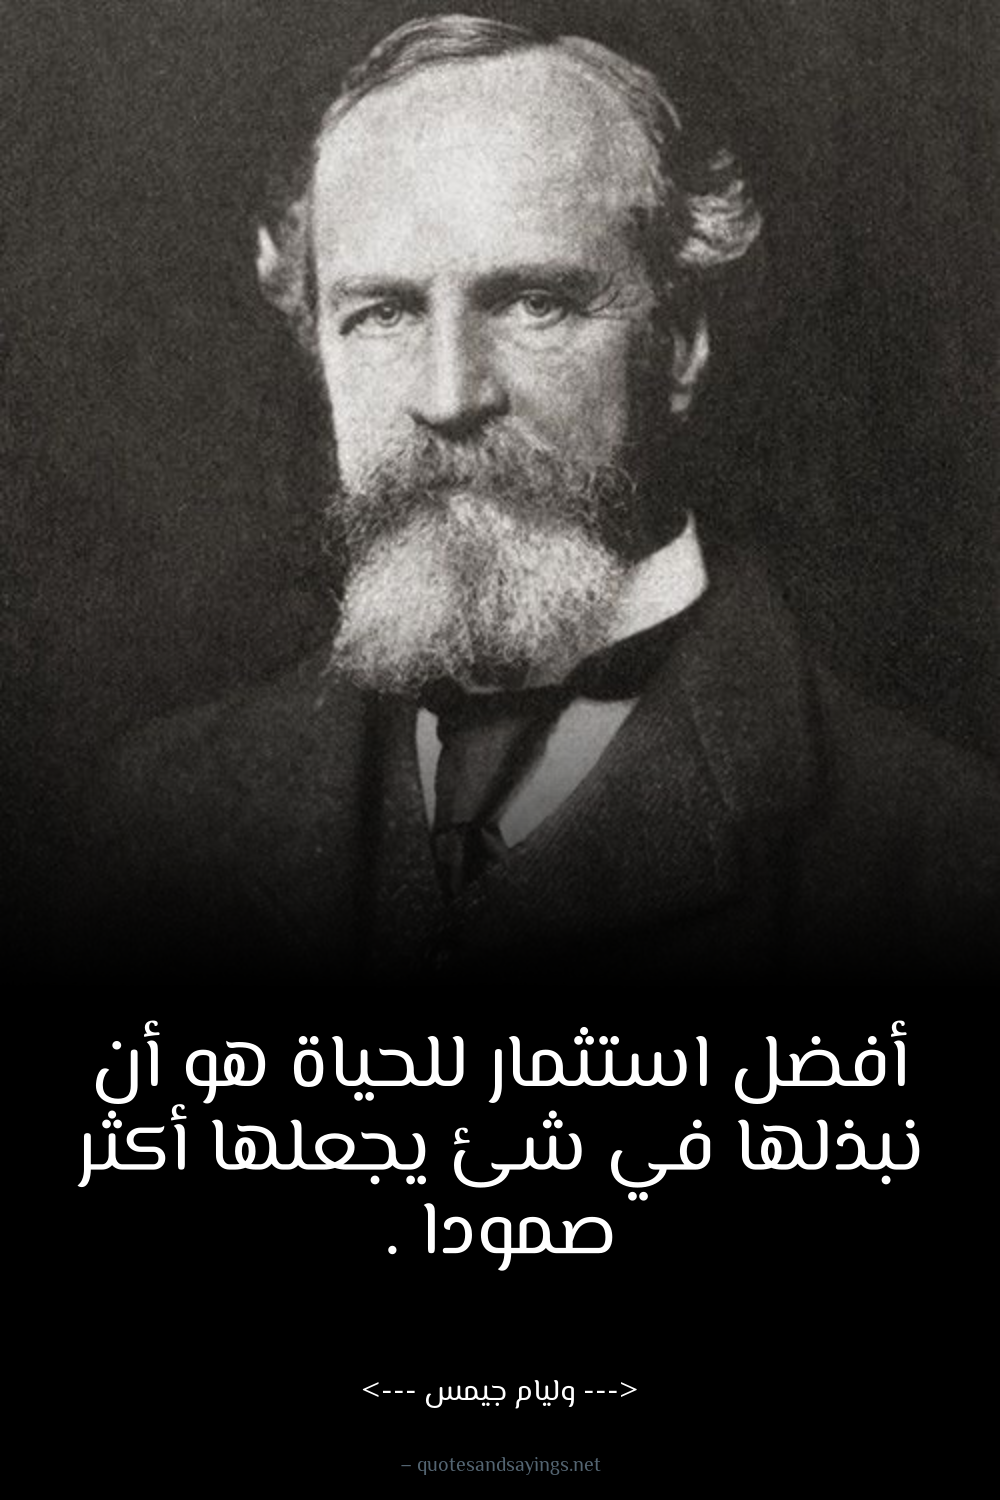 أفضل استثمار للحياة هو أن
نبذلها في شئ يجعلها أكثر
صمودا .
<--- وليام جيمس --->
– quotesandsayings.net